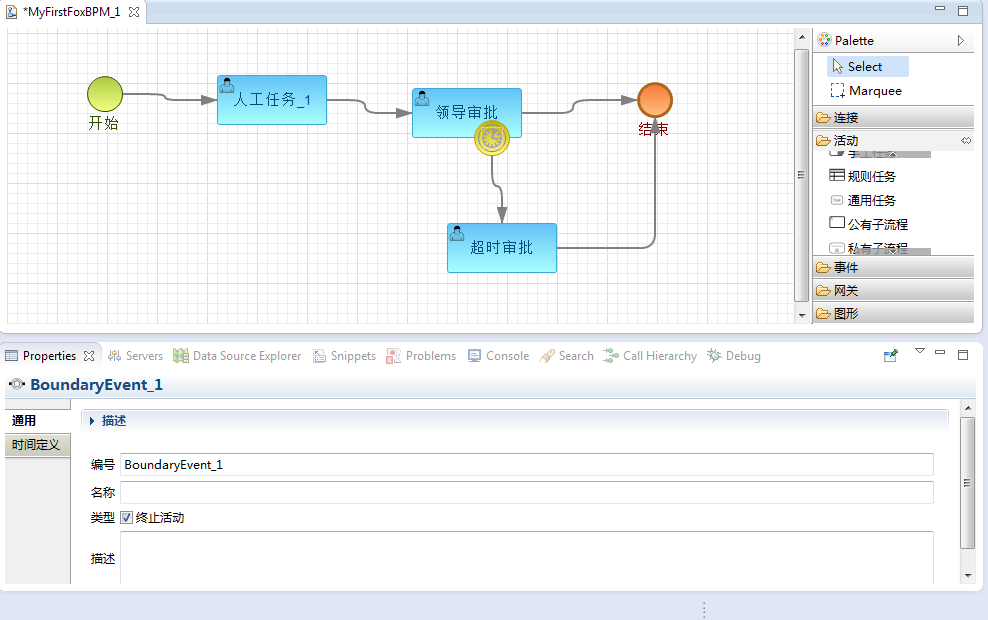 *MyFirstFoxBPM_1
开始
人工任务_1
领导审批
结束
超时审批
Palette
Select
Marquee
连接
活动
手工任务
规则任务
通用任务
公有子流程
私有子流程
事件
网关
图形
Properties Servers Data Source Explorer Snippets Problems Console Search Call Hierarchy Debug
BoundaryEvent_1
通用
时间定义
描述
编号 BoundaryEvent_1
名称
类型 终止活动
描述